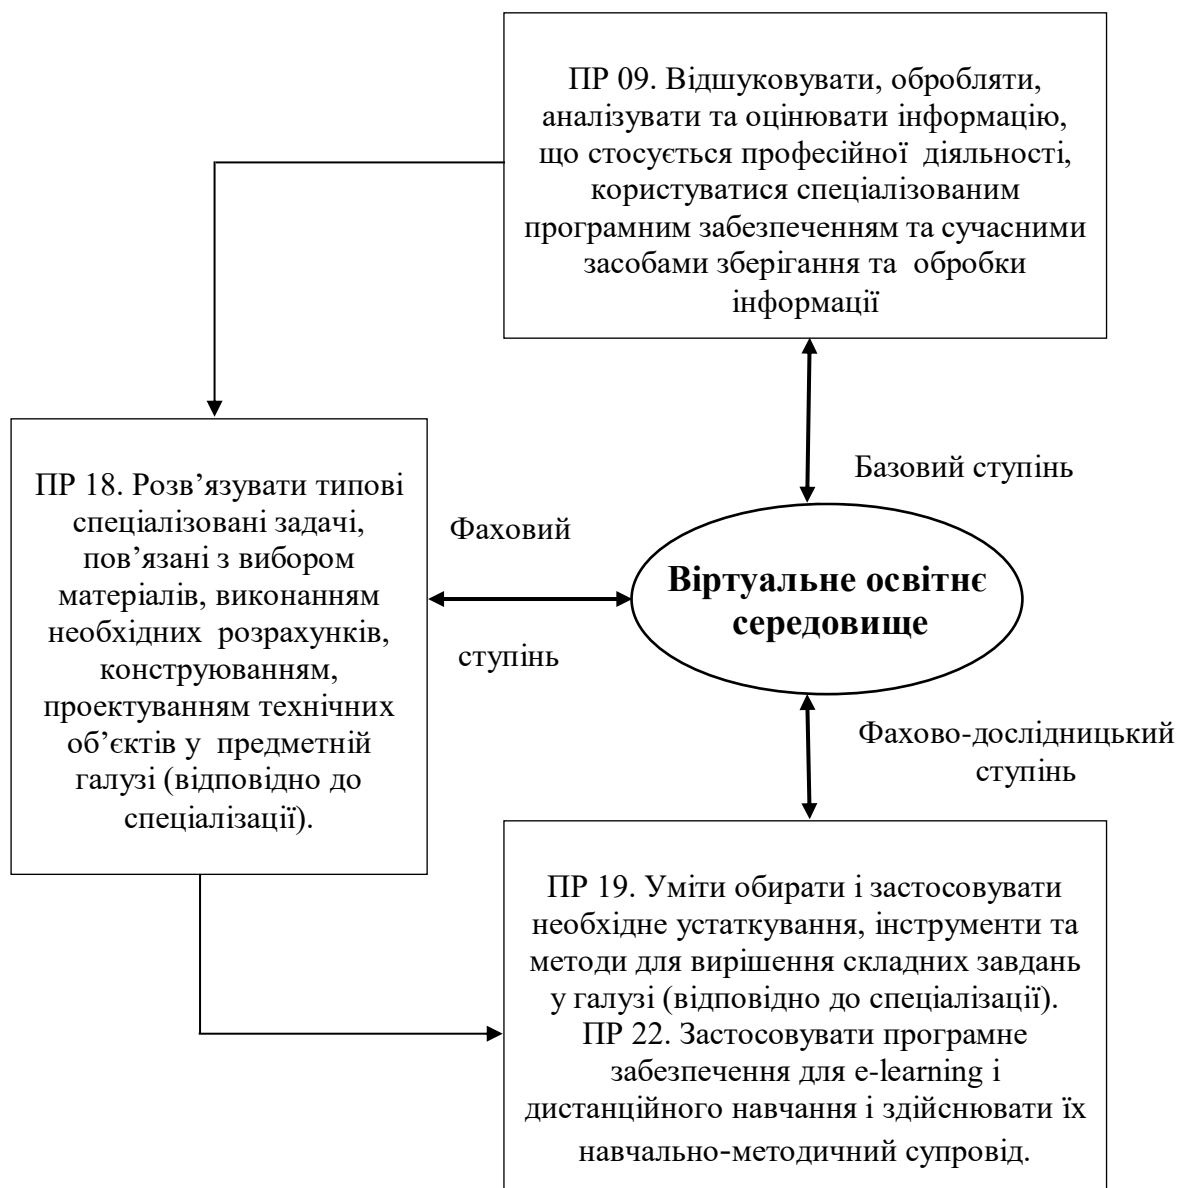 ПР 09. Відшуковувати, обробляти,
аналізувати та оцінювати інформацію,
що стосується професійної діяльності,
користуватися спеціалізованим
програмним забезпеченням та сучасними
засобами зберігання та обробки
інформації
Базовий ступінь
ПР 18. Розв’язувати типові
спеціалізовані задачі,
пов’язані з вибором
матеріалів, виконанням
необхідних розрахунків,
конструюванням,
проектуванням технічних
об’єктів у предметній
галузі (відповідно до
спеціалізації).
Фаховий
ступінь
Віртуальне освітнє
середовище
Фахово-дослідницький
ступінь
ПР 19. Уміти обирати і застосовувати
необхідне устаткування, інструменти та
методи для вирішення складних завдань
у галузі (відповідно до спеціалізації).
ПР 22. Застосовувати програмне
забезпечення для e-learning і
дистанційного навчання і здійснювати їх
навчально-методичний супровід.